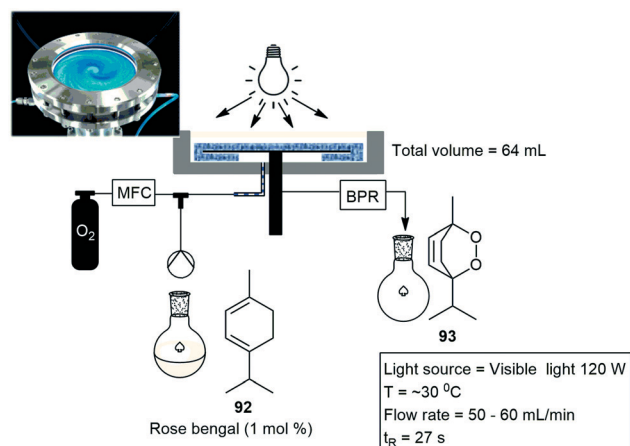 Total volume = 64 mL
MFC
BPR
O₂
O
O
93
92
Rose bengal (1 mol %)
Light source = Visible light 120 W
T = ~30 ⁰C
Flow rate = 50 - 60 mL/min
tR = 27 s